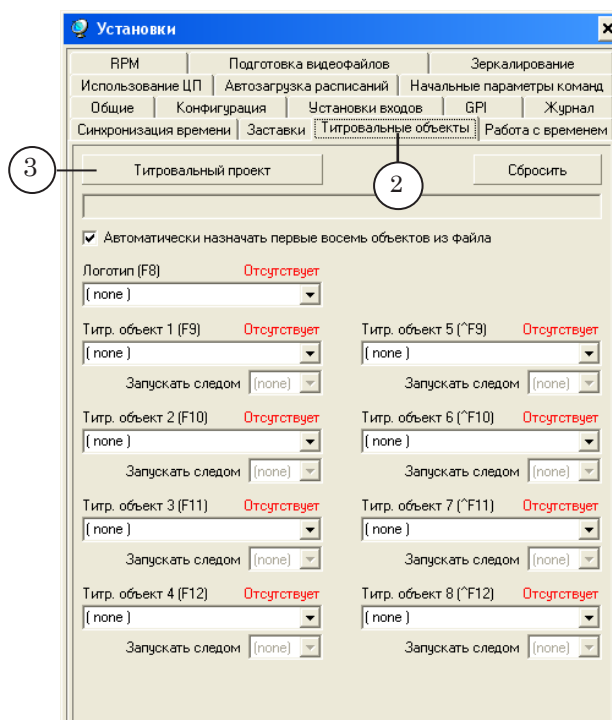 Установки
RPM Подготовка видеофайлов Зеркалирование
Использование ЦП Автозагрузка расписаний Начальные параметры команд
Общие Конфигурация Установки входов GPI Журнал
Синхронизация времени Заставки Титровальные объекты Работа с временем
3 Титровальный проект 2 Сбросить
Автоматически назначать первые восемь объектов из файла
Логотип (F8) Отсутствует
( none )
Титр. объект 1 (F9) Отсутствует Титр. объект 5 (^F9) Отсутствует
( none ) ( none )
Запускать следом (none) Запускать следом (none)
Титр. объект 2 (F10) Отсутствует Титр. объект 6 (^F10) Отсутствует
( none ) ( none )
Запускать следом (none) Запускать следом (none)
Титр. объект 3 (F11) Отсутствует Титр. объект 7 (^F11) Отсутствует
( none ) ( none )
Запускать следом (none) Запускать следом (none)
Титр. объект 4 (F12) Отсутствует Титр. объект 8 (^F12) Отсутствует
( none ) ( none )
Запускать следом (none) Запускать следом (none)